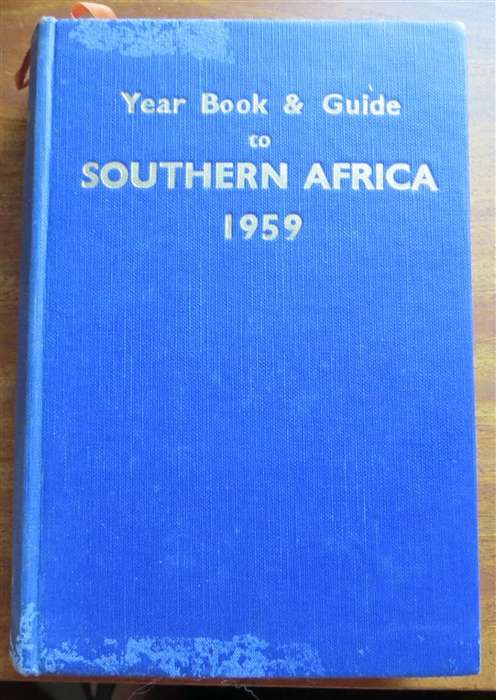 Year Book & Guide
to
SOUTHERN AFRICA
1959